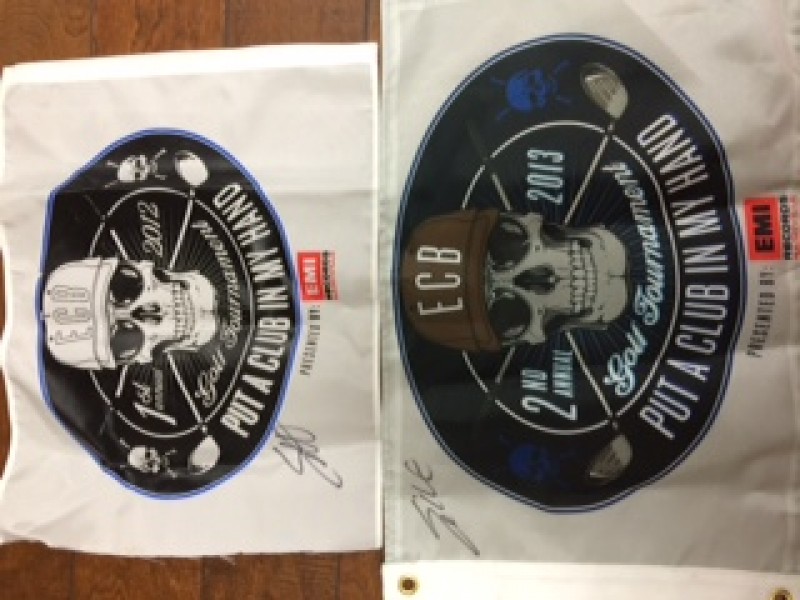 ECB
1st ANNUAL 2012
Golf Tournament
PUT A CLUB IN MY HAND
PRESENTED BY:
EMI
RECORDS
ECB
2ND ANNUAL 2013
Golf Tournament
PUT A CLUB IN MY HAND
PRESENTED BY:
EMI
RECORDS